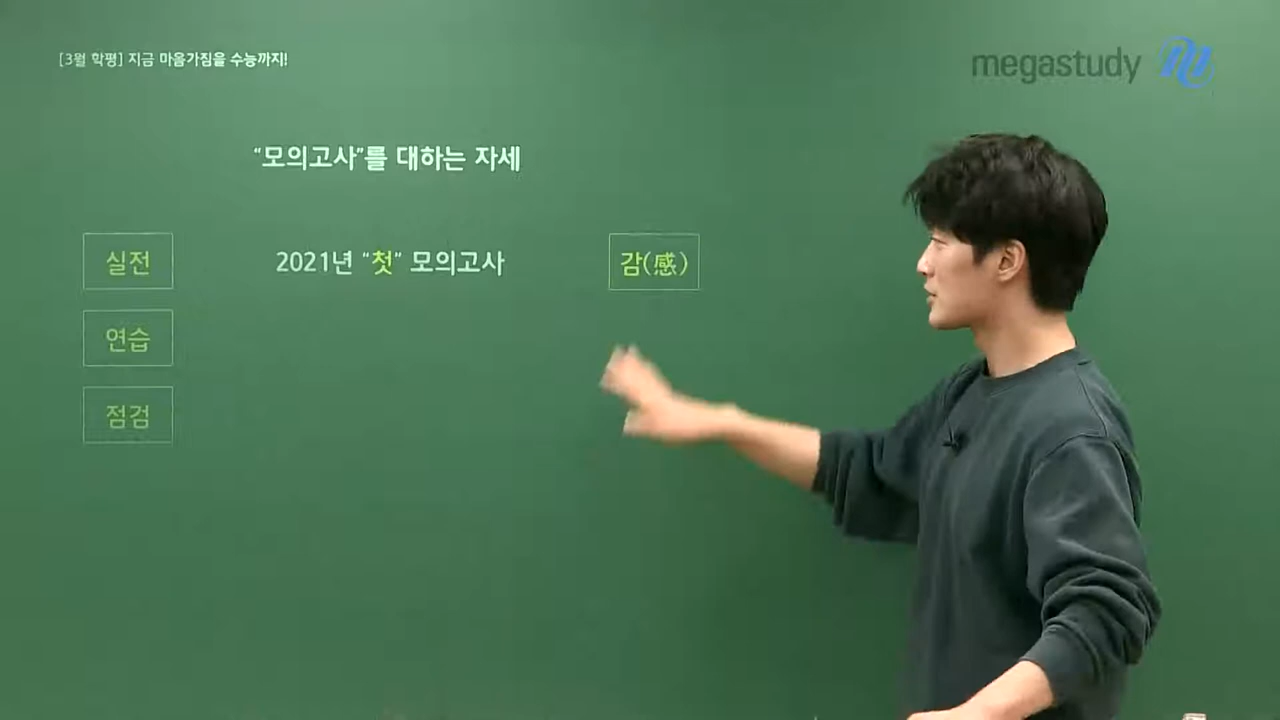 [3월 학평] 지금 마음가짐을 수능까지!
megastudy
“모의고사”를 대하는 자세
실전
2021년 “첫” 모의고사
감(感)
연습
점검